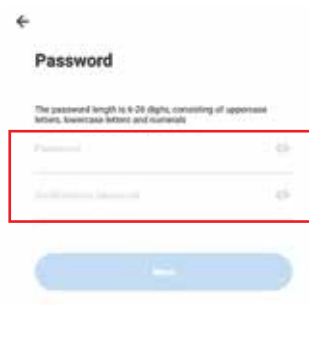 Password
The password length is 6-20 digits, consisting of uppercase
letters, lowercase letters and numerals
Password
Next